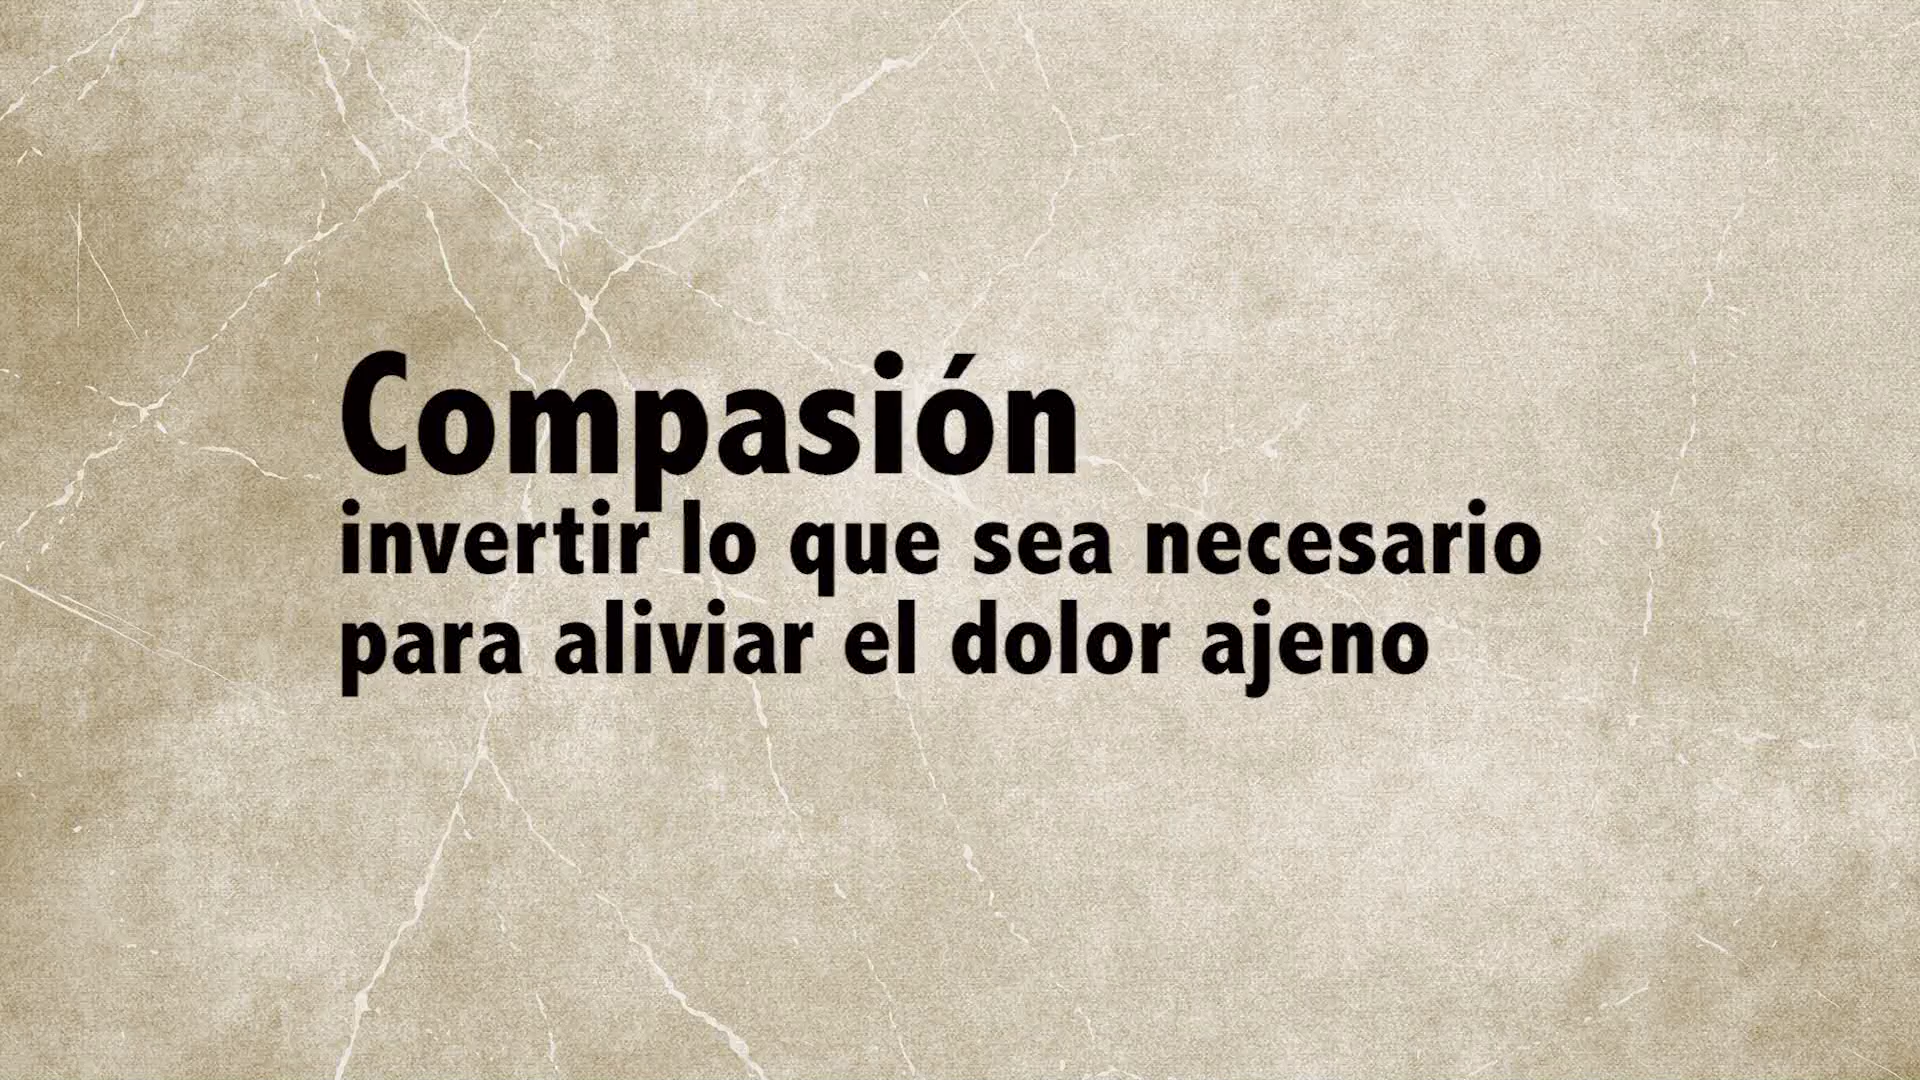 Compasión
invertir lo que sea necesario
para aliviar el dolor ajeno